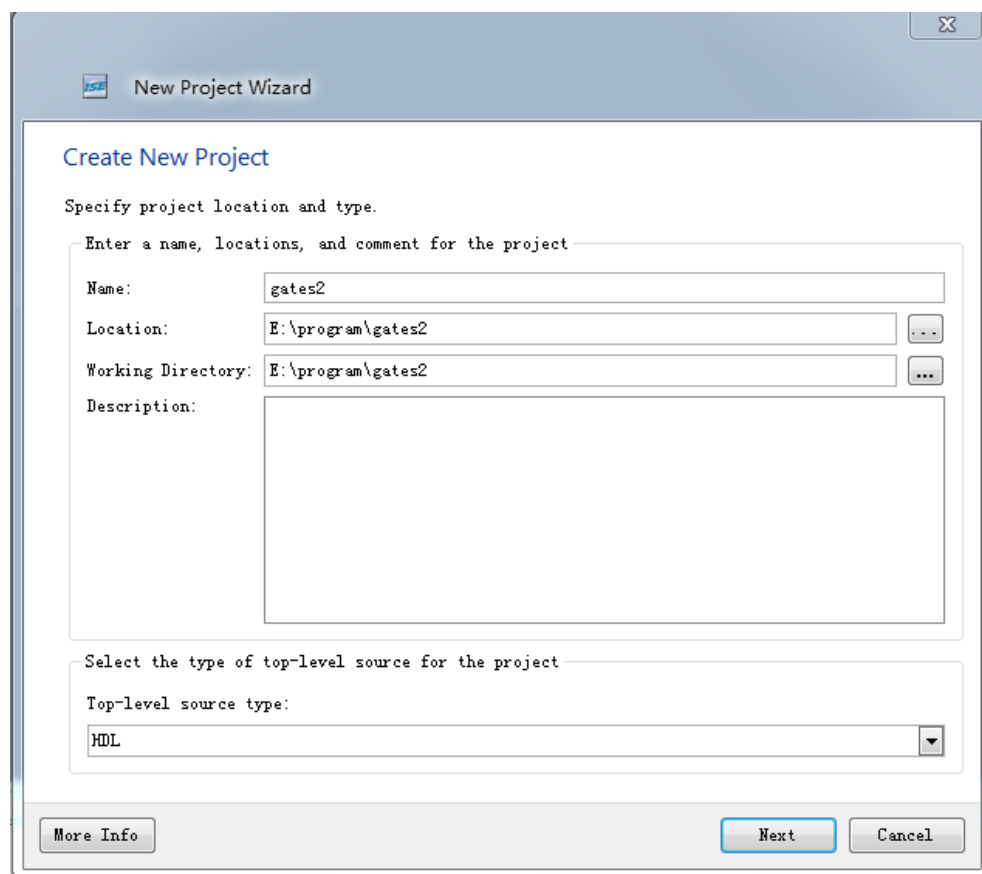 ISE New Project Wizard
Create New Project
Specify project location and type.
Enter a name, locations, and comment for the project
Name: gates2
Location: E:\program\gates2 ...
Working Directory: E:\program\gates2 ...
Description:
Select the type of top-level source for the project
Top-level source type:
HDL
More Info Next Cancel